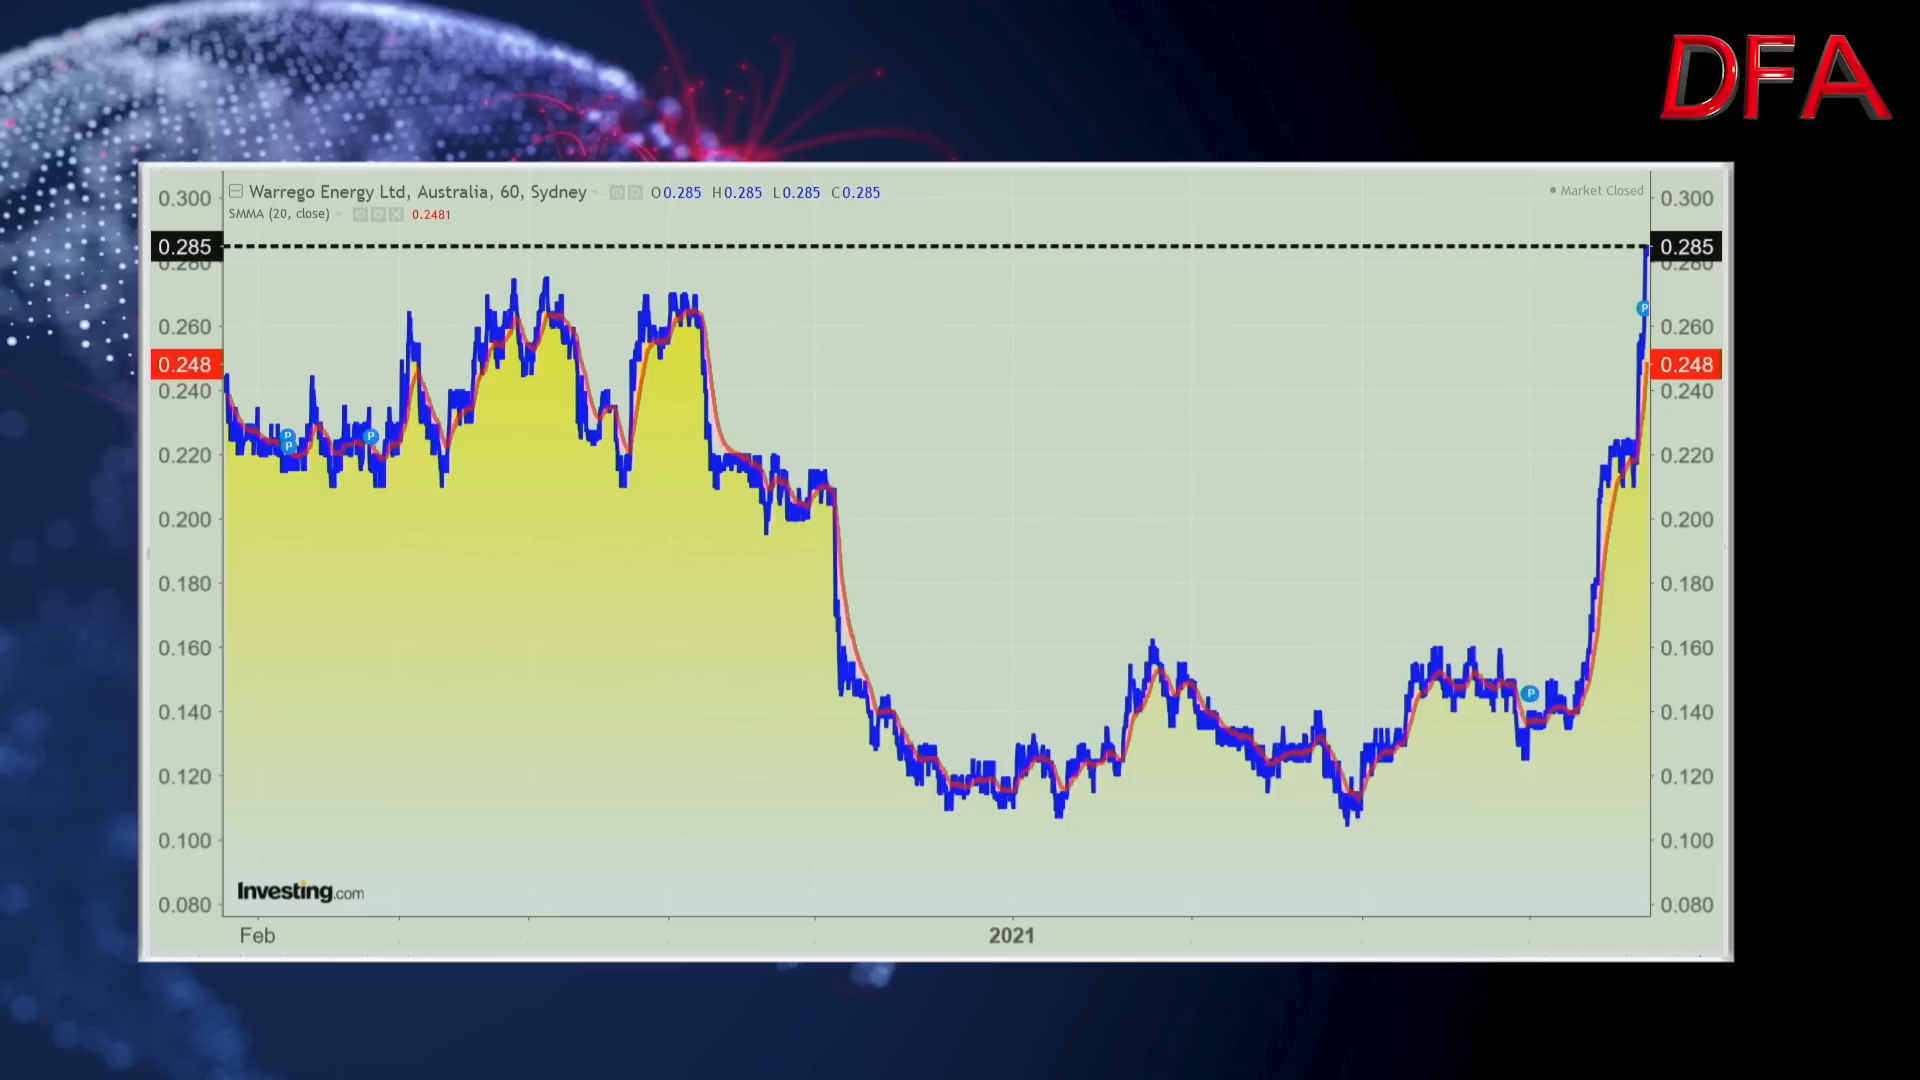 DFA
Warrego Energy Ltd, Australia, 60, Sydney O0.285 H0.285 L0.285 C0.285
Market Closed
SMMA (20, close) 0.2481
0.300
0.285
0.280
0.260
0.248
0.240
0.220
0.200
0.180
0.160
0.140
0.120
0.100
0.080
0.300
0.285
0.280
0.260
0.248
0.240
0.220
0.200
0.180
0.160
0.140
0.120
0.100
0.080
P
P
P
P
P
Investing.com
Feb 2021